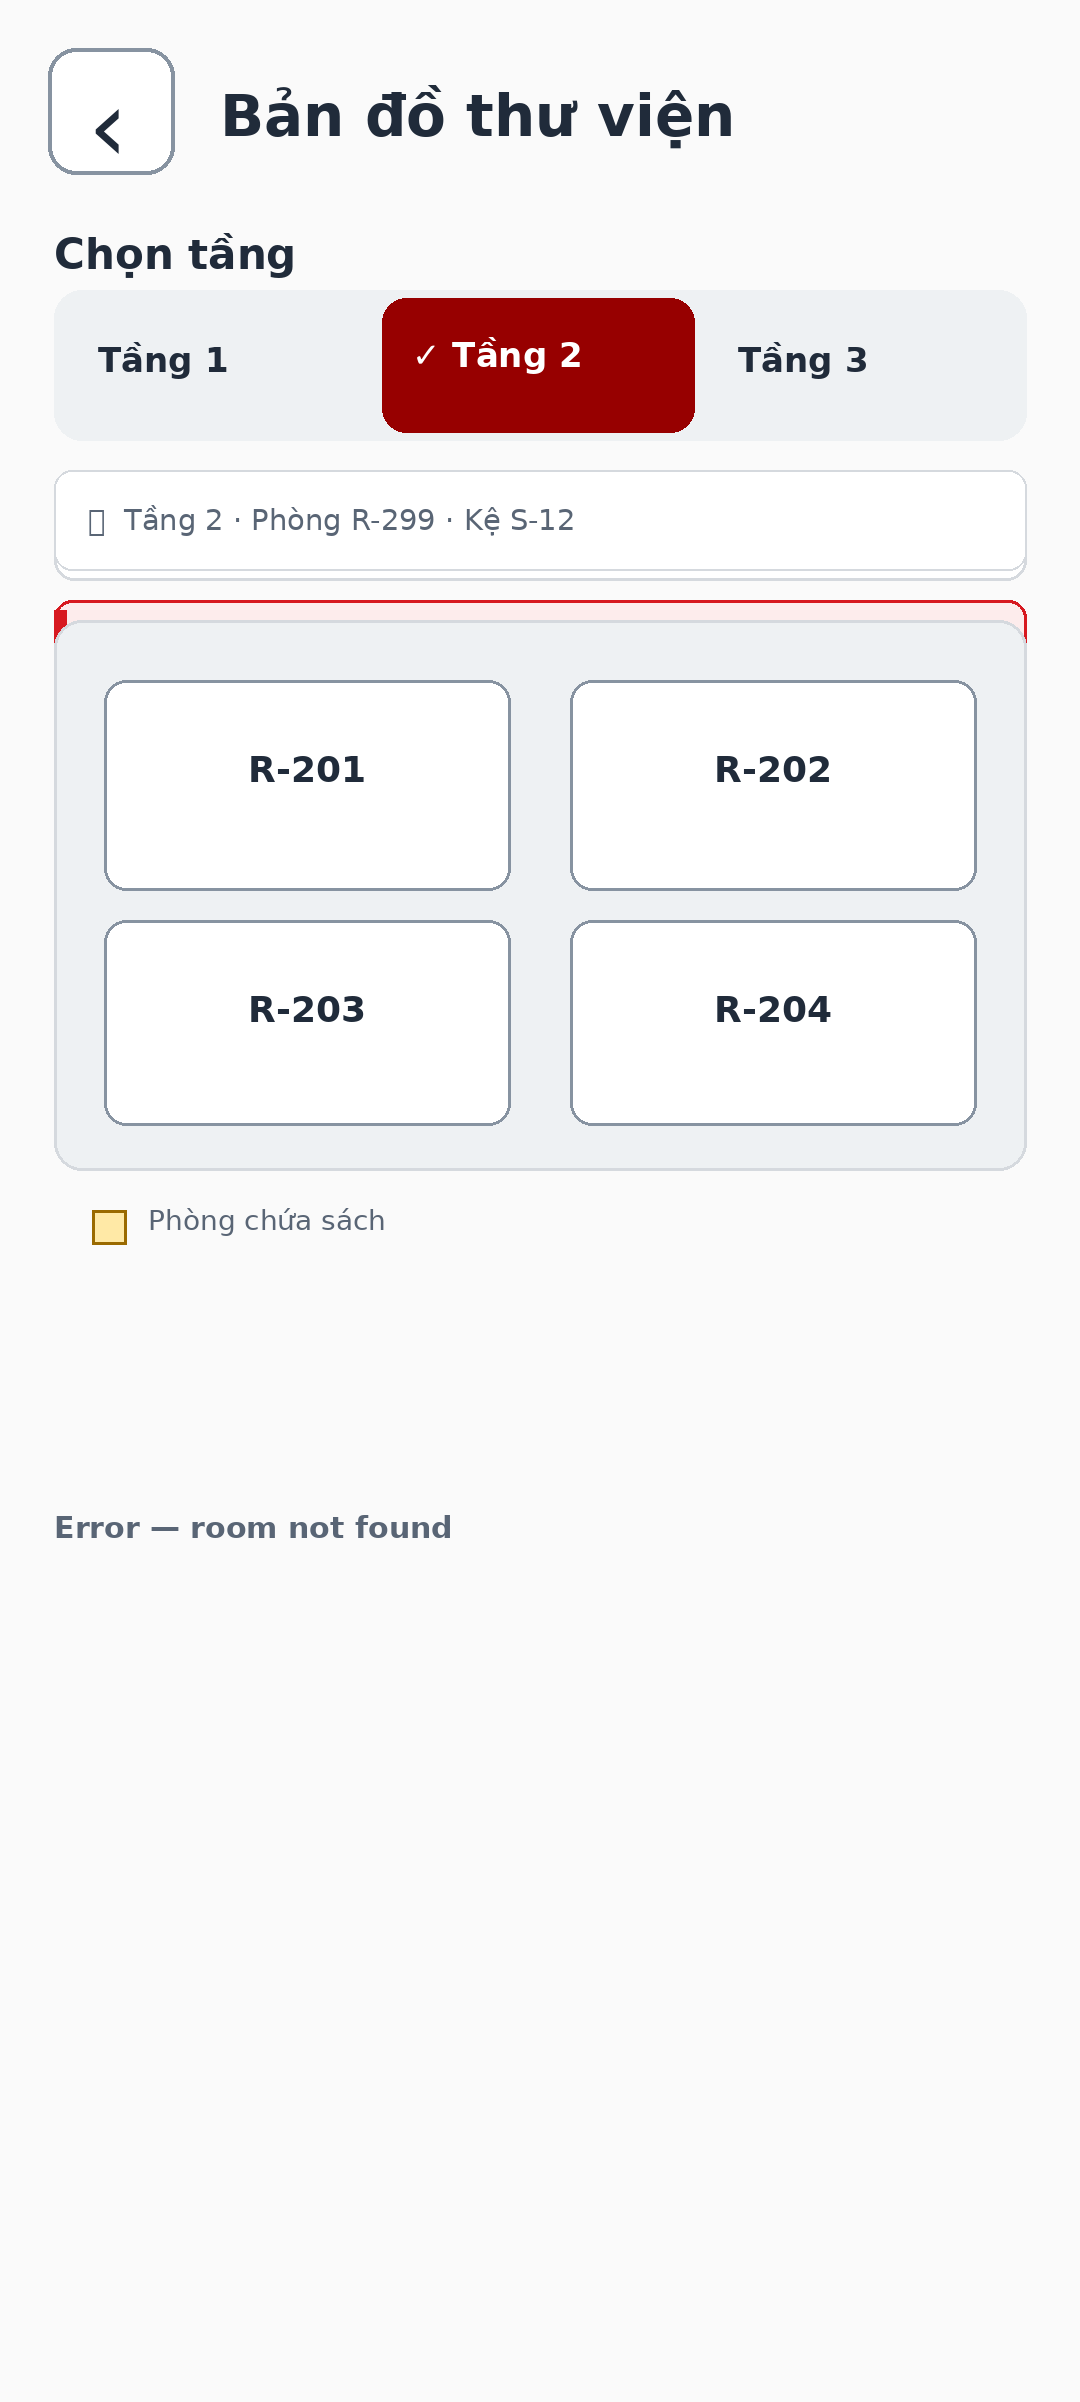 Bản đồ thư viện
Chọn tầng
Tầng 1
✓ Tầng 2
Tầng 3
Tầng 2 · Phòng R-299 · Kệ S-12
R-201
R-202
R-203
R-204
Phòng chứa sách
Error — room not found